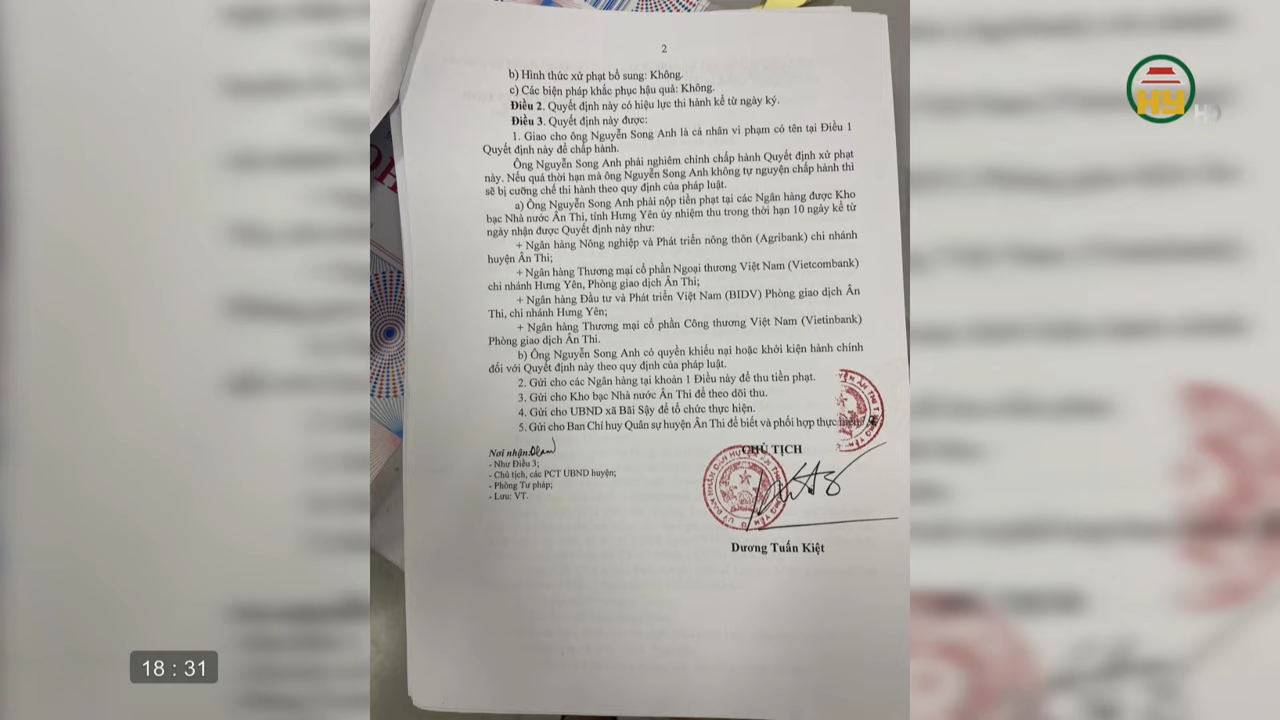 2
b) Hình thức xử phạt bổ sung: Không.
c) Các biện pháp khắc phục hậu quả: Không.
Điều 2. Quyết định này có hiệu lực thi hành kể từ ngày ký.
Điều 3. Quyết định này được:
1. Giao cho ông Nguyễn Song Anh là cá nhân vi phạm có tên tại Điều 1
Quyết định này để chấp hành.
Ông Nguyễn Song Anh phải nghiêm chỉnh chấp hành Quyết định xử phạt
này. Nếu quá thời hạn mà ông Nguyễn Song Anh không tự nguyện chấp hành thì
sẽ bị cưỡng chế thi hành theo quy định của pháp luật.
a) Ông Nguyễn Song Anh phải nộp tiền phạt tại các Ngân hàng được Kho
bạc Nhà nước Ân Thi, tỉnh Hưng Yên ủy nhiệm thu trong thời hạn 10 ngày kể từ
ngày nhận được Quyết định này như:
+ Ngân hàng Nông nghiệp và Phát triển nông thôn (Agribank) chi nhánh
huyện Ân Thi;
+ Ngân hàng Thương mại cổ phần Ngoại thương Việt Nam (Vietcombank)
chi nhánh Hưng Yên, Phòng giao dịch Ân Thi;
+ Ngân hàng Đầu tư và Phát triển Việt Nam (BIDV) Phòng giao dịch Ân
Thi, chi nhánh Hưng Yên;
+ Ngân hàng Thương mại cổ phần Công thương Việt Nam (Vietinbank)
Phòng giao dịch Ân Thi.
b) Ông Nguyễn Song Anh có quyền khiếu nại hoặc khởi kiện hành chính
đối với Quyết định này theo quy định của pháp luật.
2. Gửi cho các Ngân hàng tại khoản 1 Điều này để thu tiền phạt.
3. Gửi cho Kho bạc Nhà nước Ân Thi để theo dõi thu.
4. Gửi cho UBND xã Bãi Sậy để tổ chức thực hiện.
5. Gửi cho Ban Chỉ huy Quân sự huyện Ân Thi để biết và phối hợp thực hiện./.
Nơi nhận:
- Như Điều 3;
- Chủ tịch, các PCT UBND huyện;
- Phòng Tư pháp;
- Lưu: VT.
CHỦ TỊCH
Dương Tuấn Kiệt
HY
HD
18 : 31